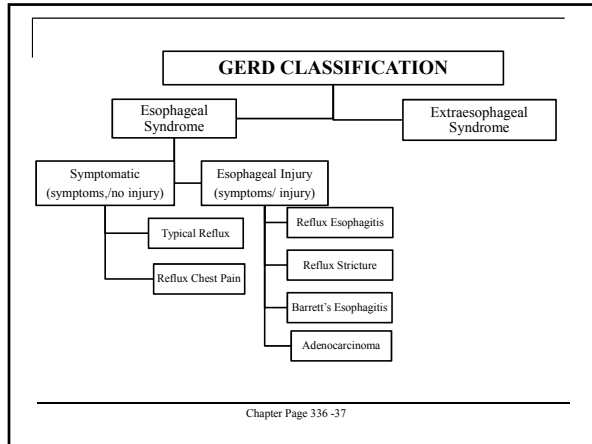 GERD CLASSIFICATION
Esophageal
Syndrome
Extraesophageal
Syndrome
Symptomatic
(symptoms,/no injury)
Esophageal Injury
(symptoms/ injury)
Typical Reflux
Reflux Chest Pain
Reflux Esophagitis
Reflux Stricture
Barrett's Esophagitis
Adenocarcinoma
Chapter Page 336 -37